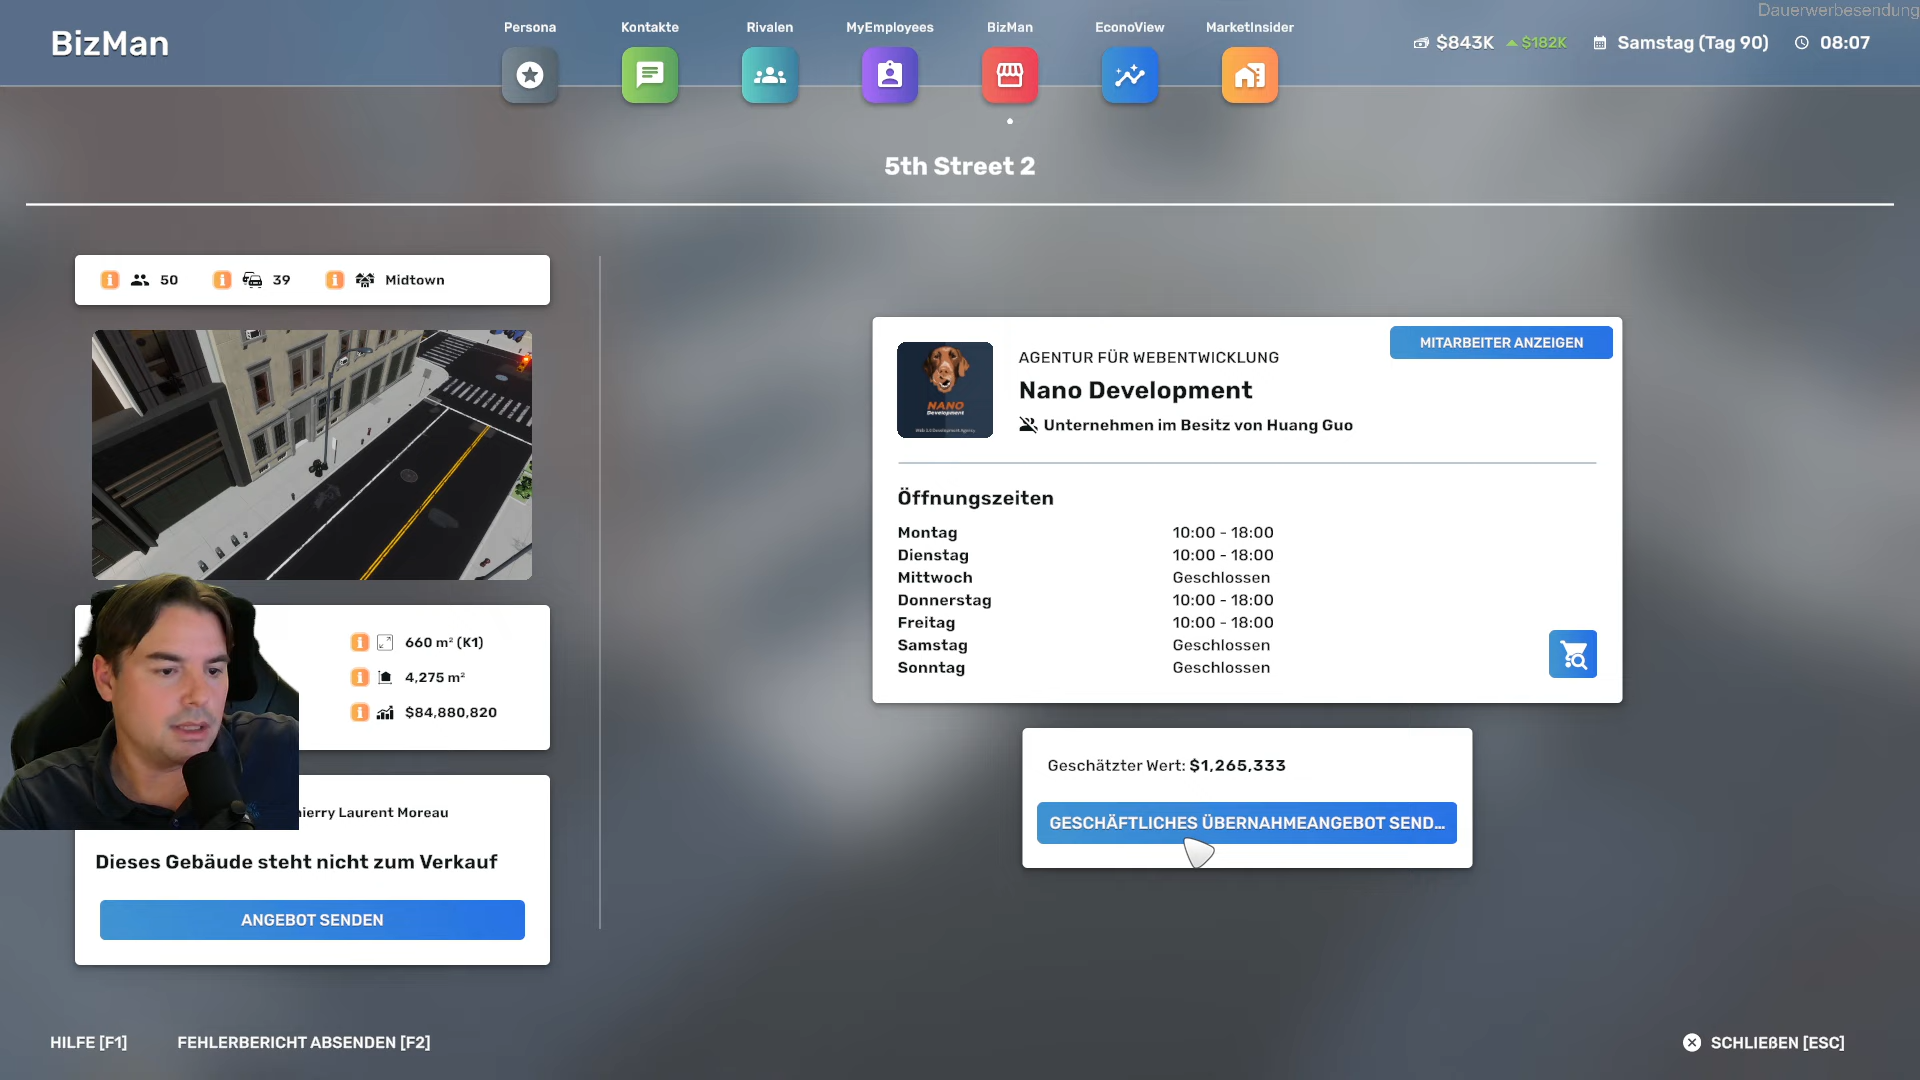 Dauerwerbesendung
BizMan
Persona
Kontakte
Rivalen
MyEmployees
BizMan
EconoView
MarketInsider
$843K
$182K
Samstag (Tag 90)
08:07
5th Street 2
50
39
Midtown
660 m² (K1)
4,275 m²
$84,880,820
hierry Laurent Moreau
Dieses Gebäude steht nicht zum Verkauf
ANGEBOT SENDEN
MITARBEITER ANZEIGEN
AGENTUR FÜR WEBENTWICKLUNG
Nano Development
Unternehmen im Besitz von Huang Guo
NANO
Development
Öffnungszeiten
Montag 10:00 - 18:00
Dienstag 10:00 - 18:00
Mittwoch Geschlossen
Donnerstag 10:00 - 18:00
Freitag 10:00 - 18:00
Samstag Geschlossen
Sonntag Geschlossen
Geschätzter Wert: $1,265,333
GESCHÄFTLICHES ÜBERNAHMEANGEBOT SEND...
HILFE [F1]
FEHLERBERICHT ABSENDEN [F2]
SCHLIEßEN [ESC]